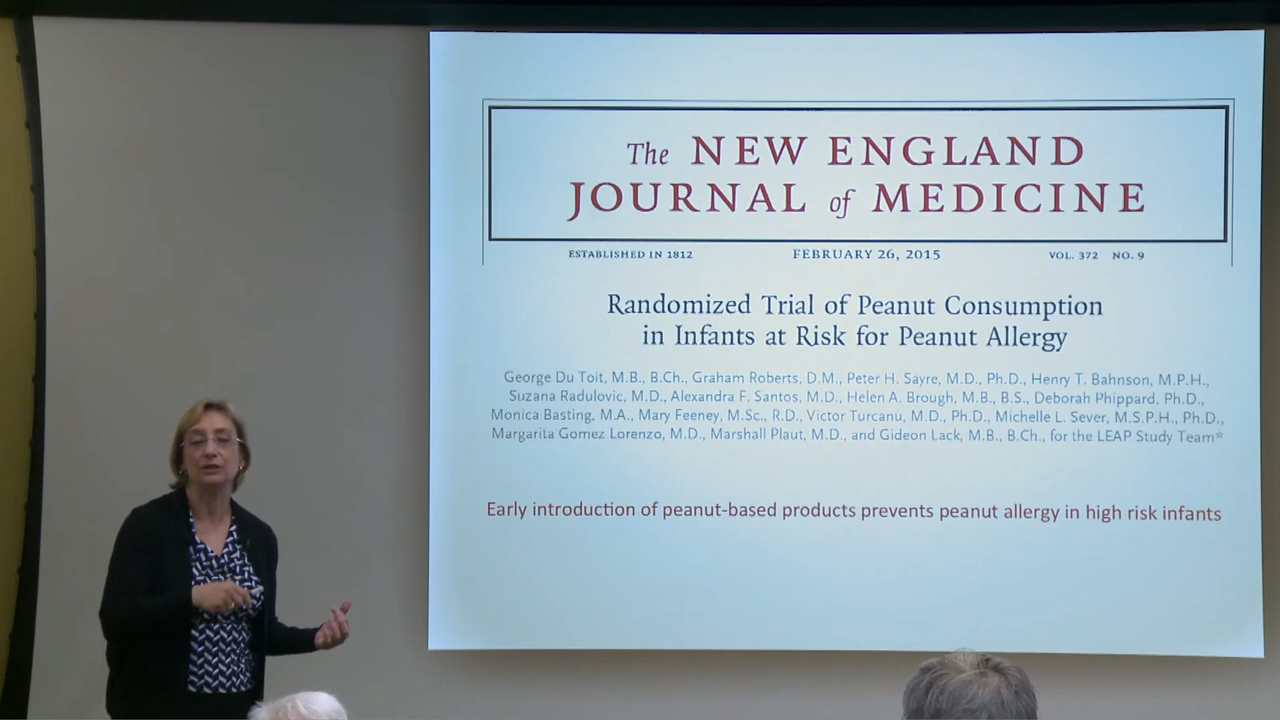 The NEW ENGLAND
JOURNAL of MEDICINE
ESTABLISHED IN 1812 FEBRUARY 26, 2015 VOL. 372 NO. 9
Randomized Trial of Peanut Consumption
in Infants at Risk for Peanut Allergy
George Du Toit, M.B., B.Ch., Graham Roberts, D.M., Peter H. Sayre, M.D., Ph.D., Henry T. Bahnson, M.P.H.,
Suzana Radulovic, M.D., Alexandra F. Santos, M.D., Helen A. Brough, M.B., B.S., Deborah Phippard, Ph.D.,
Monica Basting, M.A., Mary Feeney, M.Sc., R.D., Victor Turcanu, M.D., Ph.D., Michelle L. Sever, M.S.P.H., Ph.D.,
Margarita Gomez Lorenzo, M.D., Marshall Plaut, M.D., and Gideon Lack, M.B., B.Ch., for the LEAP Study Team*
Early introduction of peanut-based products prevents peanut allergy in high risk infants